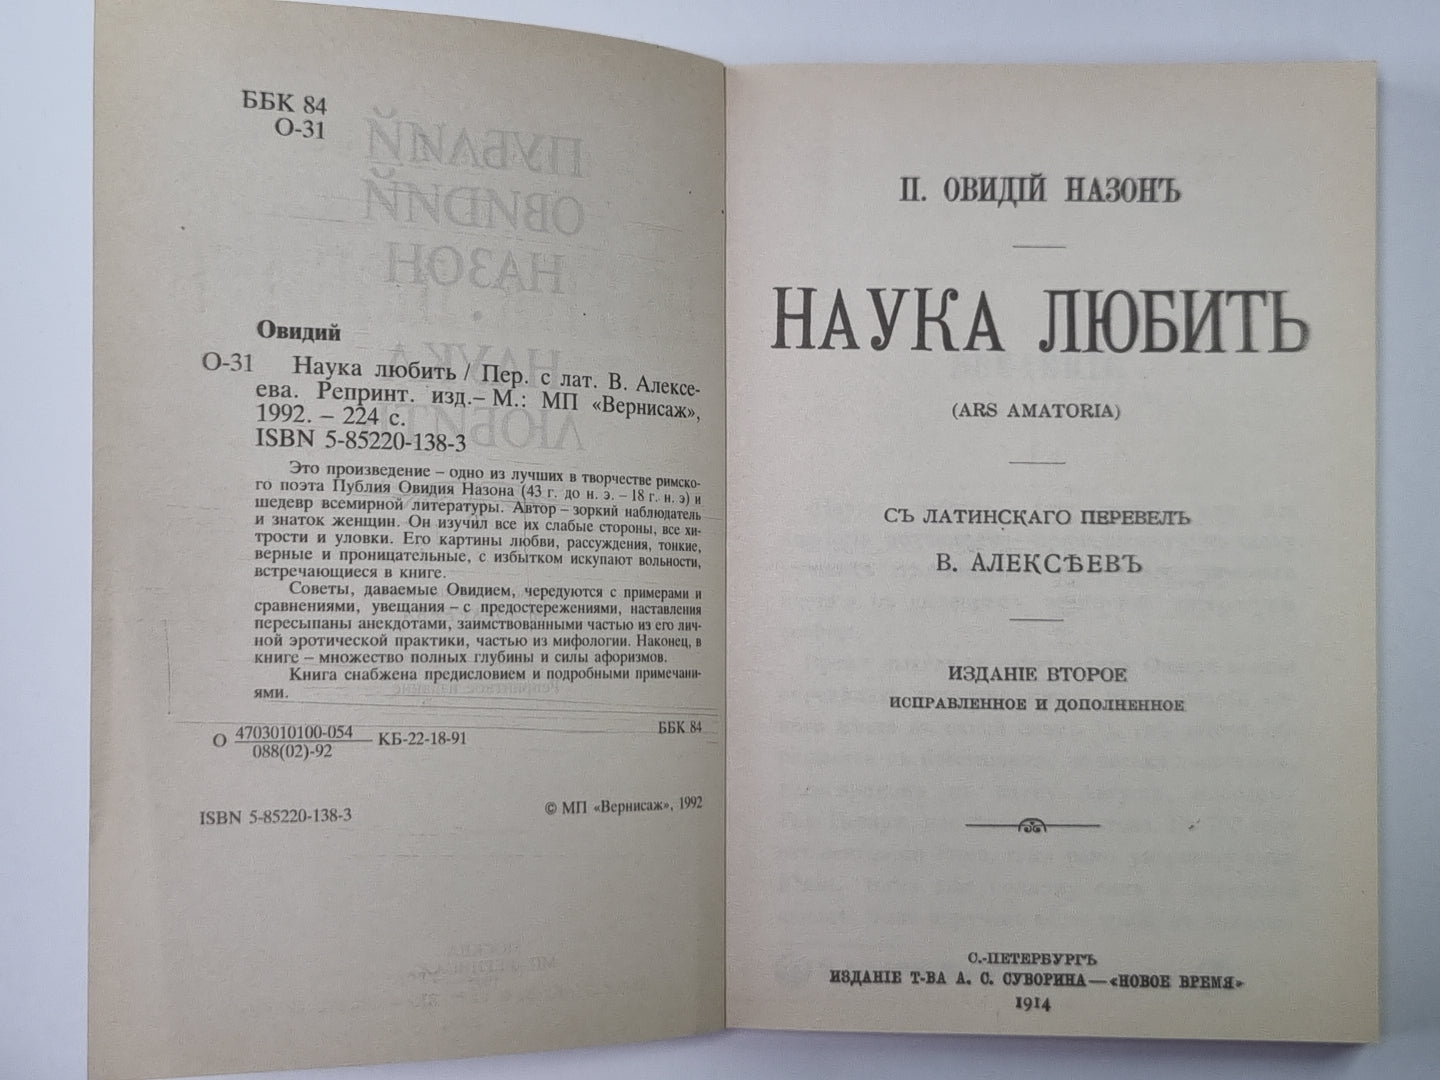 ББК 84
О-31
Овидий
О-31 Наука любить / Пер. с лат. В. Алексе-
ева. Репринт. изд.– М.: МП «Вернисаж»,
1992. – 224 с.
ISBN 5-85220-138-3
Это произведение – одно из лучших в творчестве римско-
го поэта Публия Овидия Назона (43 г. до н. э. – 18 г. н. э) и
шедевр всемирной литературы. Автор – зоркий наблюдатель
и знаток женщин. Он изучил все их слабые стороны, все хи-
трости и уловки. Его картины любви, рассуждения, тонкие,
верные и проницательные, с избытком искупают вольности,
встречающиеся в книге.
Советы, даваемые Овидием, чередуются с примерами и
сравнениями, увещания – с предостережениями, наставления
пересыпаны анекдотами, заимствованными частью из его лич-
ной эротической практики, частью из мифологии. Наконец, в
книге – множество полных глубины и силы афоризмов.
Книга снабжена предисловием и подробными примечани-
ями.
О 4703010100-054 КБ-22-18-91 ББК 84
088(02)-92
ISBN 5-85220-138-3 © МП «Вернисаж», 1992
П. ОВИДІЙ НАЗОНЪ
НАУКА ЛЮБИТЬ
(ARS AMATORIA)
СЪ ЛАТИНСКАГО ПЕРЕВЕЛЪ
В. АЛЕКСѢЕВЪ
ИЗДАНІЕ ВТОРОЕ
ИСПРАВЛЕННОЕ И ДОПОЛНЕННОЕ
С.-ПЕТЕРБУРГЪ
ИЗДАНІЕ Т-ВА А. С. СУВОРИНА—«НОВОЕ ВРЕМЯ»
1914